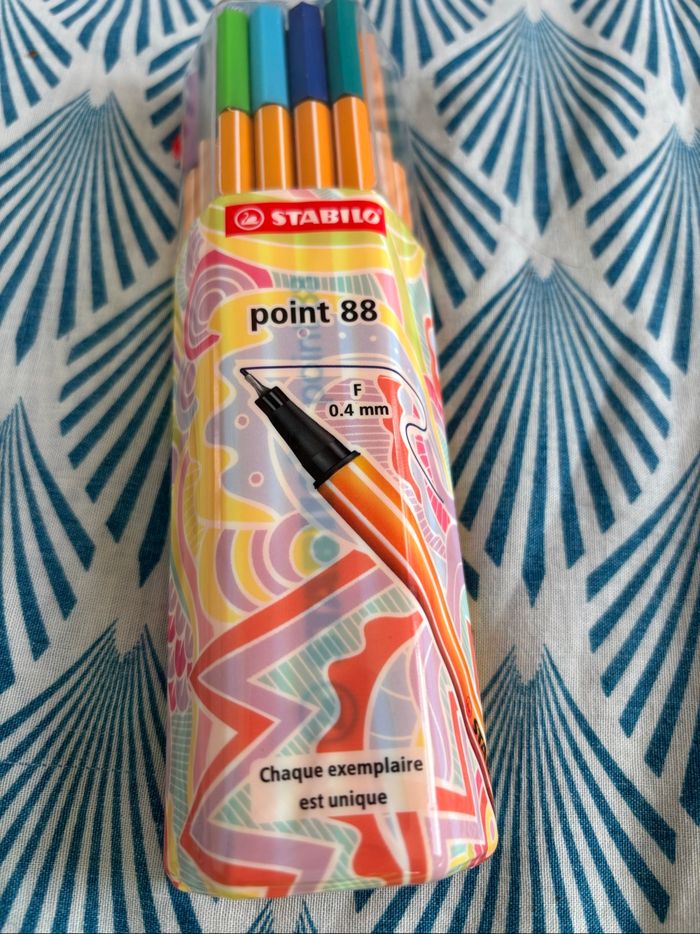 STABILO®
point 88
F
0.4 mm
Chaque exemplaire
est unique